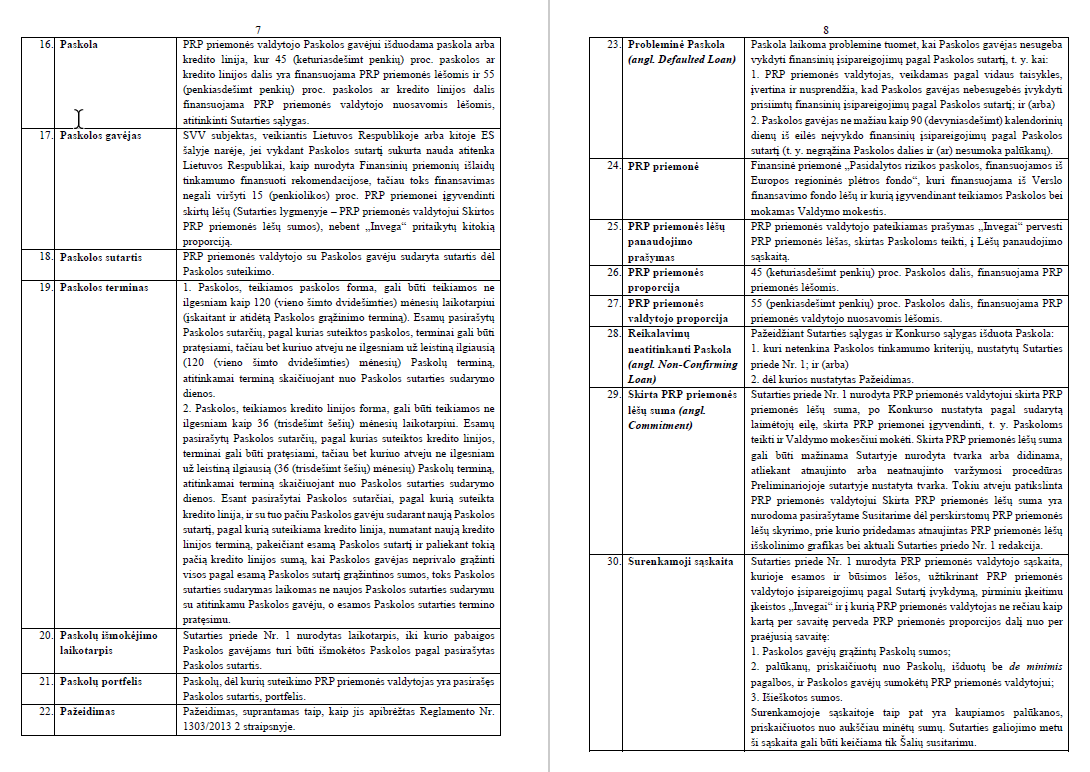 7
16. Paskola
PRP priemonės valdytojo Paskolos gavėjui išduodama paskola arba
kredito linija, kur 45 (keturiasdešimt penkių) proc. paskolos ar
kredito linijos dalis yra finansuojama PRP priemonės lėšomis ir 55
(penkiasdešimt penkių) proc. paskolos ar kredito linijos dalis
finansuojama PRP priemonės valdytojo nuosavomis lėšomis,
atitinkinti Sutarties sąlygas.
17. Paskolos gavėjas
SVV subjektas, veikiantis Lietuvos Respublikoje arba kitoje ES
šalyje narėje, jei vykdant Paskolos sutartį sukurta nauda atitenka
Lietuvos Respublikai, kaip nurodyta Finansinių priemonių išlaidų
tinkamumo finansuoti rekomendacijose, tačiau toks finansavimas
negali viršyti 15 (penkiolikos) proc. PRP priemonei įgyvendinti
skirtų lėšų (Sutarties lygmenyje – PRP priemonės valdytojui Skirtos
PRP priemonės lėšų sumos), nebent „Invega“ pritaikytų kitokią
proporciją.
18. Paskolos sutartis
PRP priemonės valdytojo su Paskolos gavėju sudaryta sutartis dėl
Paskolos suteikimo.
19. Paskolos terminas
1. Paskolos, teikiamos paskolos forma, gali būti teikiamos ne
ilgesniam kaip 120 (vieno šimto dvidešimties) mėnesių laikotarpiui
(įskaitant ir atidėtą Paskolos grąžinimo terminą). Esamų pasirašytų
Paskolos sutarčių, pagal kurias suteiktos paskolos, terminai gali būti
pratęsiami, tačiau bet kuriuo atveju ne ilgesniam už leistiną ilgiausią
(120 (vieno šimto dvidešimties) mėnesių) Paskolų terminą,
atitinkamai terminą skaičiuojant nuo Paskolos sutarties sudarymo
dienos.
2. Paskolos, teikiamos kredito linijos forma, gali būti teikiamos ne
ilgesniam kaip 36 (trisdešimt šešių) mėnesių laikotarpiui. Esamų
pasirašytų Paskolos sutarčių, pagal kurias suteiktos kredito linijos,
terminai gali būti pratęsiami, tačiau bet kuriuo atveju ne ilgesniam
už leistiną ilgiausią (36 (trisdešimt šešių) mėnesių) Paskolų terminą,
atitinkamai terminą skaičiuojant nuo Paskolos sutarties sudarymo
dienos. Esant pasirašytai Paskolos sutarčiai, pagal kurią suteikta
kredito linija, ir su tuo pačiu Paskolos gavėju sudarant naują Paskolos
sutartį, pagal kurią suteikiama kredito linija, numatant naują kredito
linijos terminą, pakeičiant esamą Paskolos sutartį ir paliekant tokią
pačią kredito linijos sumą, kai Paskolos gavėjas neprivalo grąžinti
visos pagal esamą Paskolos sutartį grąžintinos sumos, toks Paskolos
sutarties sudarymas laikomas ne naujos Paskolos sutarties sudarymu
su atitinkamu Paskolos gavėju, o esamos Paskolos sutarties termino
pratęsimu.
20. Paskolų išmokėjimo
laikotarpis
Sutarties priede Nr. 1 nurodytas laikotarpis, iki kurio pabaigos
Paskolos gavėjams turi būti išmokėtos Paskolos pagal pasirašytas
Paskolos sutartis.
21. Paskolų portfelis
Paskolų, dėl kurių suteikimo PRP priemonės valdytojas yra pasirašęs
Paskolos sutartis, portfelis.
22. Pažeidimas
Pažeidimas, suprantamas taip, kaip jis apibrėžtas Reglamento Nr.
1303/2013 2 straipsnyje.
8
23. Probleminė Paskola
(angl. Defaulted Loan)
Paskola laikoma problemine tuomet, kai Paskolos gavėjas nesugeba
vykdyti finansinių įsipareigojimų pagal Paskolos sutartį, t. y. kai:
1. PRP priemonės valdytojas, veikdamas pagal vidaus taisykles,
įvertina ir nusprendžia, kad Paskolos gavėjas nebesugebės įvykdyti
prisiimtų finansinių įsipareigojimų pagal Paskolos sutartį; ir (arba)
2. Paskolos gavėjas ne mažiau kaip 90 (devyniasdešimt) kalendorinių
dienų iš eilės neįvykdo finansinių įsipareigojimų pagal Paskolos
sutartį (t. y. negrąžina Paskolos dalies ir (ar) nesumoka palūkanų).
24. PRP priemonė
Finansinė priemonė „Pasidalytos rizikos paskolos, finansuojamos iš
Europos regioninės plėtros fondo“, kuri finansuojama iš Verslo
finansavimo fondo lėšų ir kurią įgyvendinant teikiamos Paskolos bei
mokamas Valdymo mokestis.
25. PRP priemonės lėšų
panaudojimo
prašymas
PRP priemonės valdytojo pateikiamas prašymas „Invegai“ pervesti
PRP priemonės lėšas, skirtas Paskoloms teikti, į Lėšų panaudojimo
sąskaitą.
26. PRP priemonės
proporcija
45 (keturiasdešimt penkių) proc. Paskolos dalis, finansuojama PRP
priemonės lėšomis.
27. PRP priemonės
valdytojo proporcija
55 (penkiasdešimt penkių) proc. Paskolos dalis, finansuojama PRP
priemonės valdytojo nuosavomis lėšomis.
28. Reikalavimų
neatitinkanti Paskola
(angl. Non-Confirming
Loan)
Pažeidžiant Sutarties sąlygas ir Konkurso sąlygas išduota Paskola:
1. kuri netenkina Paskolos tinkamumo kriterijų, nustatytų Sutarties
priede Nr. 1; ir (arba)
2. dėl kurios nustatytas Pažeidimas.
29. Skirta PRP priemonės
lėšų suma (angl.
Commitment)
Sutarties priede Nr. 1 nurodyta PRP priemonės valdytojui skirta PRP
priemonės lėšų suma, po Konkurso nustatyta pagal sudarytą
laimėtojų eilę, skirta PRP priemonei įgyvendinti, t. y. Paskoloms
teikti ir Valdymo mokesčiui mokėti. Skirta PRP priemonės lėšų suma
gali būti mažinama Sutartyje nurodyta tvarka arba didinama,
atliekant atnaujinto arba neatnaujinto varžymosi procedūras
Preliminariojoje sutartyje nustatyta tvarka. Tokiu atveju patikslinta
PRP priemonės valdytojui Skirta PRP priemonės lėšų suma yra
nurodoma pasirašytame Susitarime dėl perskirstomų PRP priemonės
lėšų skyrimo, prie kurio pridedamas atnaujintas PRP priemonės lėšų
išskolinimo grafikas bei aktuali Sutarties priedo Nr. 1 redakcija.
30. Surenkamoji sąskaita
Sutarties priede Nr. 1 nurodyta PRP priemonės valdytojo sąskaita,
kurioje esamos ir būsimos lėšos, užtikrinant PRP priemonės
valdytojo įsipareigojimų pagal Sutartį įvykdymą, pirminiu įkeitimu
įkeistos „Invegai“ ir į kurią PRP priemonės valdytojas ne rečiau kaip
kartą per savaitę perveda PRP priemonės proporcijos dalį nuo per
praėjusią savaitę:
1. Paskolos gavėjų grąžintų Paskolų sumos;
2. palūkanų, priskaičiuotų nuo Paskolų, išduotų be de minimis
pagalbos, ir Paskolos gavėjų sumokėtų PRP priemonės valdytojui;
3. Išieškotos sumos.
Surenkamojoje sąskaitoje taip pat yra kaupiamos palūkanos,
priskaičiuotos nuo aukščiau minėtų sumų. Sutarties galiojimo metu
ši sąskaita gali būti keičiama tik Šalių susitarimu.